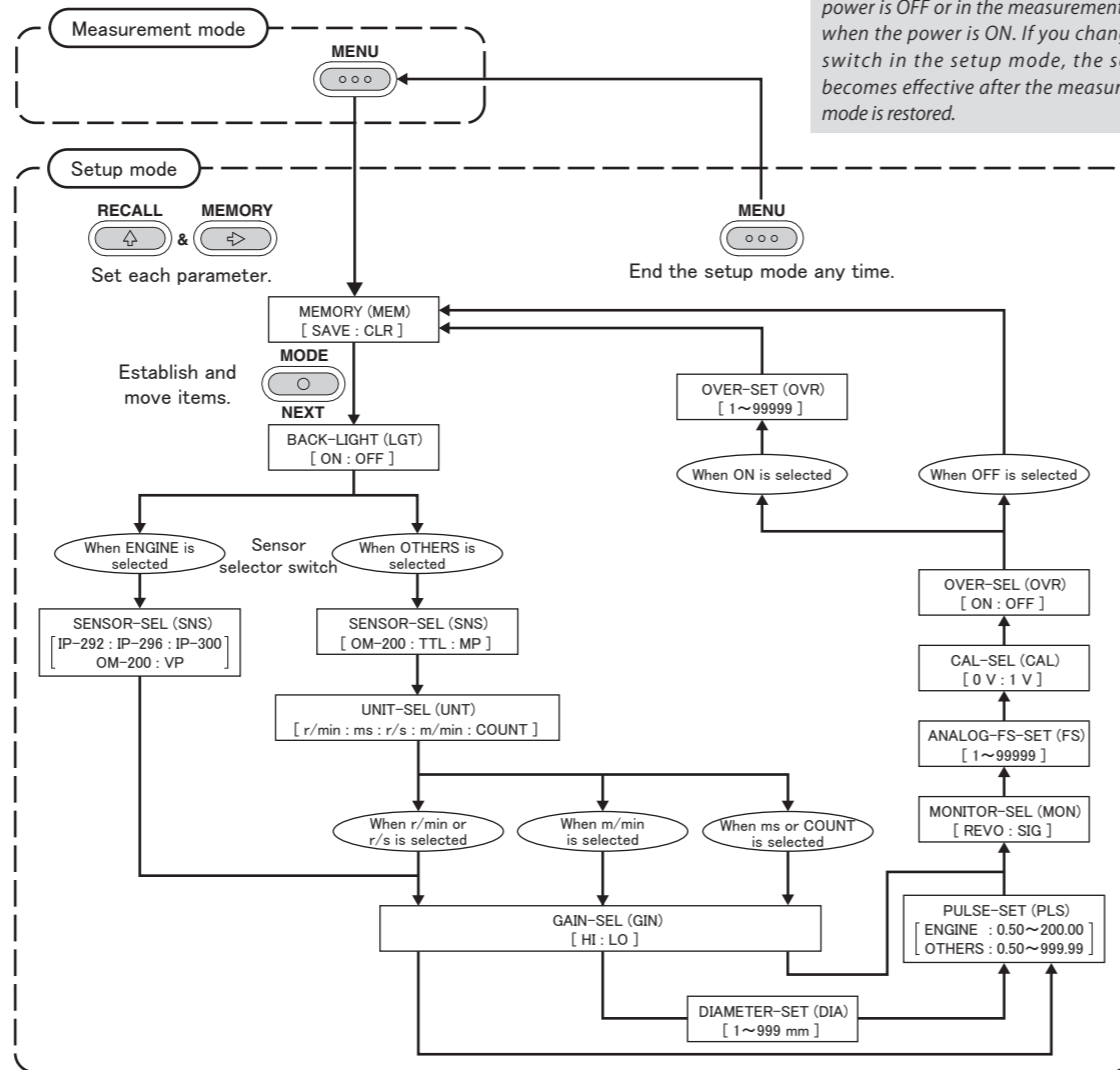 power is OFF or in the measurement
when the power is ON. If you chang
switch in the setup mode, the se
becomes effective after the measur
mode is restored.
Measurement mode
MENU
Setup mode
RECALL
MEMORY
&
Set each parameter.
MENU
End the setup mode any time.
MEMORY (MEM)
[ SAVE : CLR ]
Establish and
move items.
MODE
NEXT
BACK-LIGHT (LGT)
[ ON : OFF ]
When ENGINE is
selected
Sensor
selector switch
When OTHERS is
selected
SENSOR-SEL (SNS)
[ IP-292 : IP-296 : IP-300
OM-200 : VP ]
SENSOR-SEL (SNS)
[ OM-200 : TTL : MP ]
UNIT-SEL (UNT)
[ r/min : ms : r/s : m/min : COUNT ]
When r/min or
r/s is selected
When m/min
is selected
When ms or COUNT
is selected
GAIN-SEL (GIN)
[ HI : LO ]
DIAMETER-SET (DIA)
[ 1~999 mm ]
PULSE-SET (PLS)
[ ENGINE : 0.50~200.00
OTHERS : 0.50~999.99 ]
MONITOR-SEL (MON)
[ REVO : SIG ]
ANALOG-FS-SET (FS)
[ 1~99999 ]
CAL-SEL (CAL)
[ 0 V : 1 V ]
OVER-SEL (OVR)
[ ON : OFF ]
When ON is selected
When OFF is selected
OVER-SET (OVR)
[ 1~99999 ]